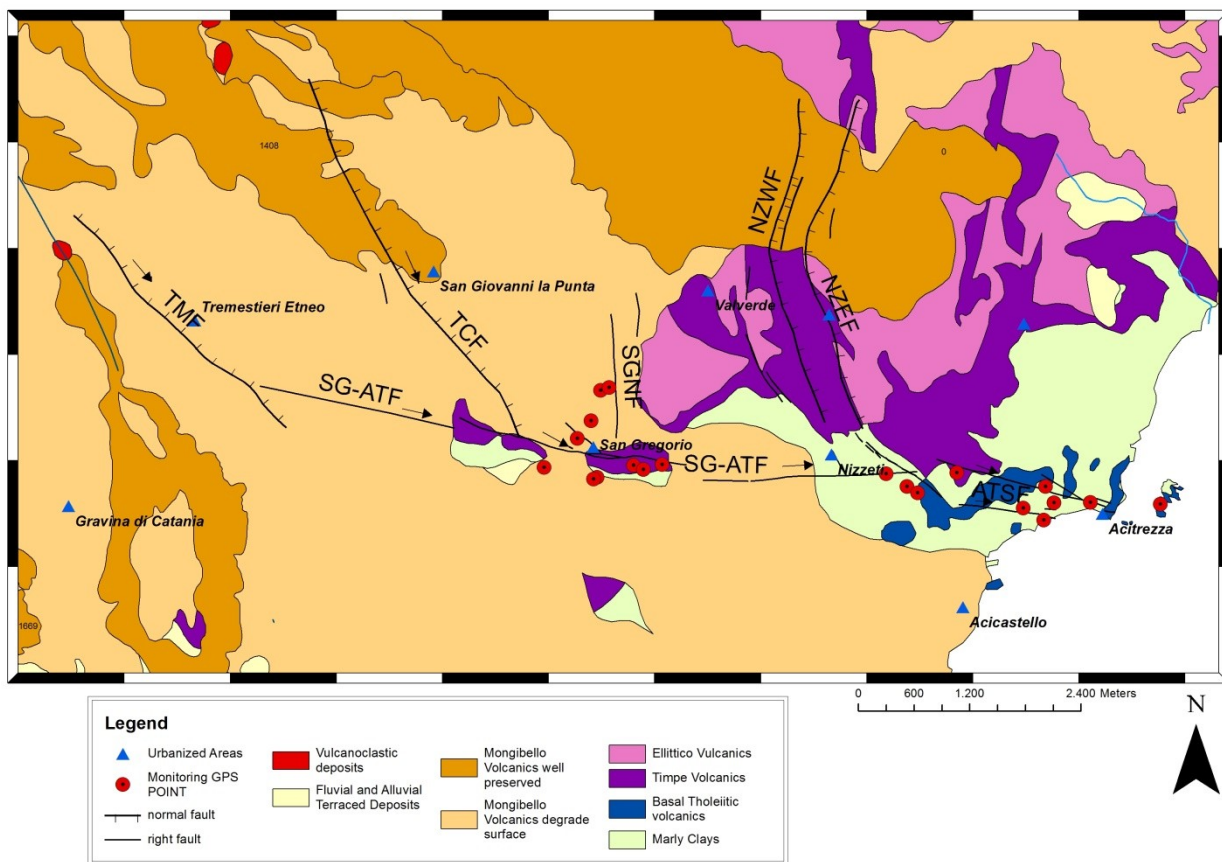 1408
0
NZWF
San Giovanni la Punta
NZEF
Valverde
TMF
Tremestieri Etneo
TCF
SGNF
SG-ATF
San Gregorio
SG-ATF
Nizzeti
ATSF
Gravina di Catania
Acitrezza
Acicastello
1669
0 600 1.200 2.400 Meters
N
Legend
Urbanized Areas
Monitoring GPS
POINT
normal fault
right fault
Vulcanoclastic
deposits
Fluvial and Alluvial
Terraced Deposits
Mongibello
Volcanics well
preserved
Mongibello
Volcanics degrade
surface
Ellittico Vulcanics
Timpe Volcanics
Basal Tholeiitic
volcanics
Marly Clays